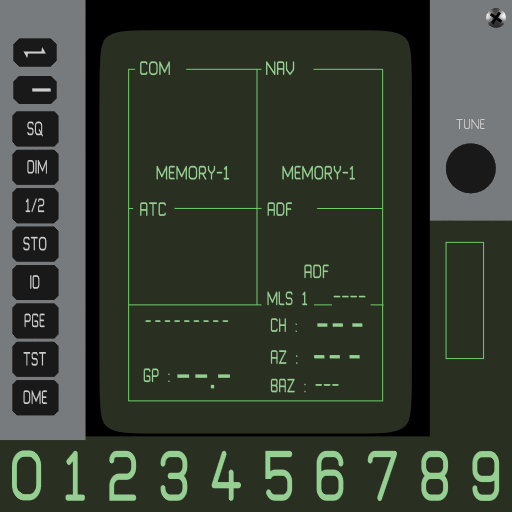 COM NAV
TUNE
SQ
DIM
1/2
STO
ID
PGE
TST
DME
MEMORY-1 MEMORY-1
ATC ADF
ADF
MLS 1 ----
--------- CH : ---
AZ : ---
GP : --.- BAZ : ---
0 1 2 3 4 5 6 7 8 9